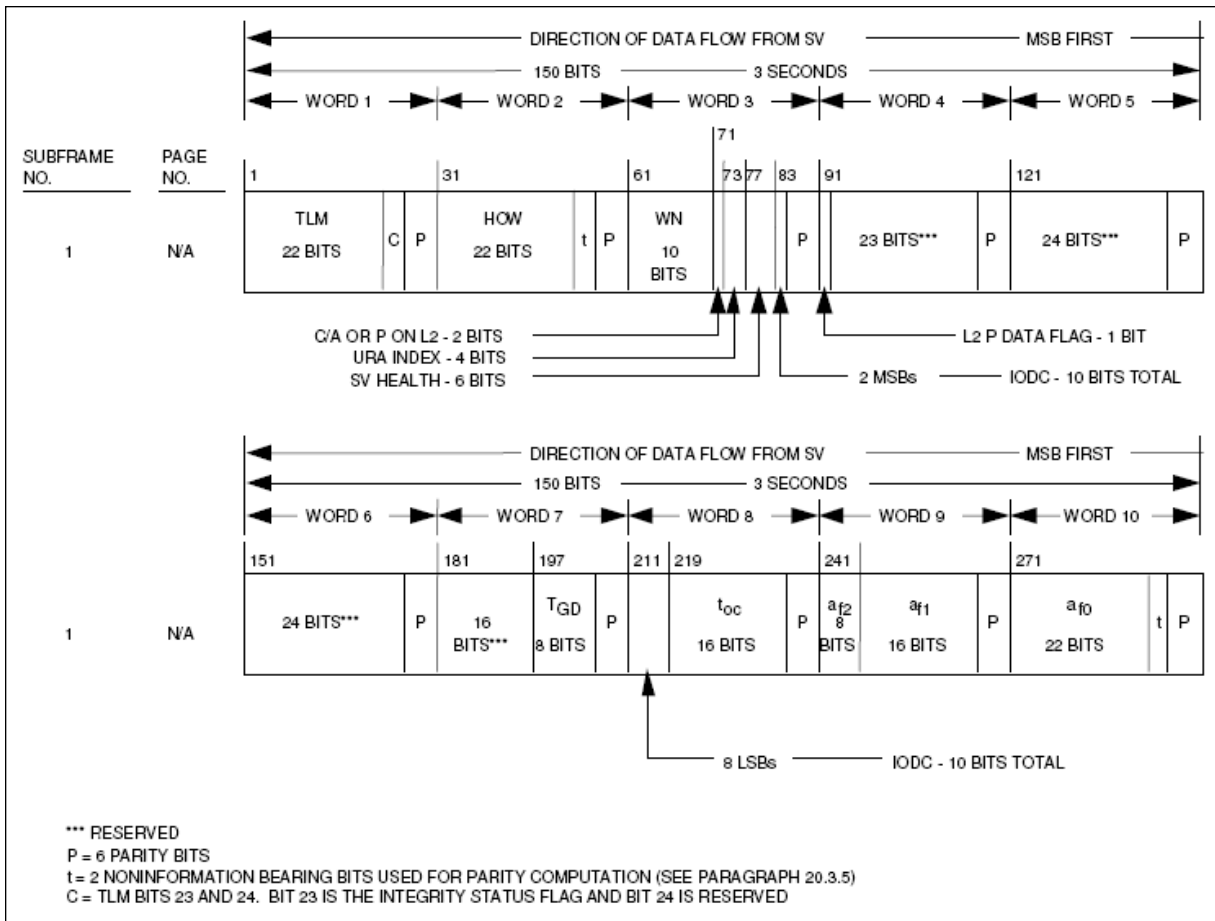 DIRECTION OF DATA FLOW FROM SV MSB FIRST
150 BITS 3 SECONDS
WORD 1 WORD 2 WORD 3 WORD 4 WORD 5
71
SUBFRAME NO. PAGE NO.
1 31 61 73 77 83 91 121
1 N/A
TLM 22 BITS C P
HOW 22 BITS t P
WN 10 BITS P
23 BITS*** P
24 BITS*** P
C/A OR P ON L2 - 2 BITS
L2 P DATA FLAG - 1 BIT
URA INDEX - 4 BITS
SV HEALTH - 6 BITS
2 MSBs IODC - 10 BITS TOTAL
DIRECTION OF DATA FLOW FROM SV MSB FIRST
150 BITS 3 SECONDS
WORD 6 WORD 7 WORD 8 WORD 9 WORD 10
151 181 197 211 219 241 271
1 N/A
24 BITS*** P
16 BITS***
TGD 8 BITS P
toc 16 BITS P
af2 8 BITS
af1 16 BITS P
af0 22 BITS t P
8 LSBs IODC - 10 BITS TOTAL
*** RESERVED
P = 6 PARITY BITS
t = 2 NONINFORMATION BEARING BITS USED FOR PARITY COMPUTATION (SEE PARAGRAPH 20.3.5)
C = TLM BITS 23 AND 24. BIT 23 IS THE INTEGRITY STATUS FLAG AND BIT 24 IS RESERVED